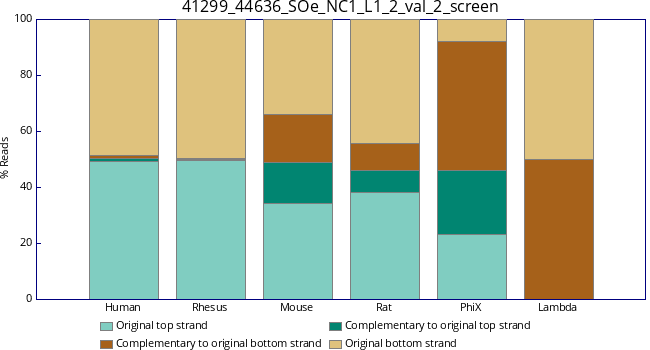 41299_44636_SOe_NC1_L1_2_val_2_screen
100
80
60
40
20
0
% Reads
Human Rhesus Mouse Rat PhiX Lambda
Original top strand Complementary to original top strand
Complementary to original bottom strand Original bottom strand